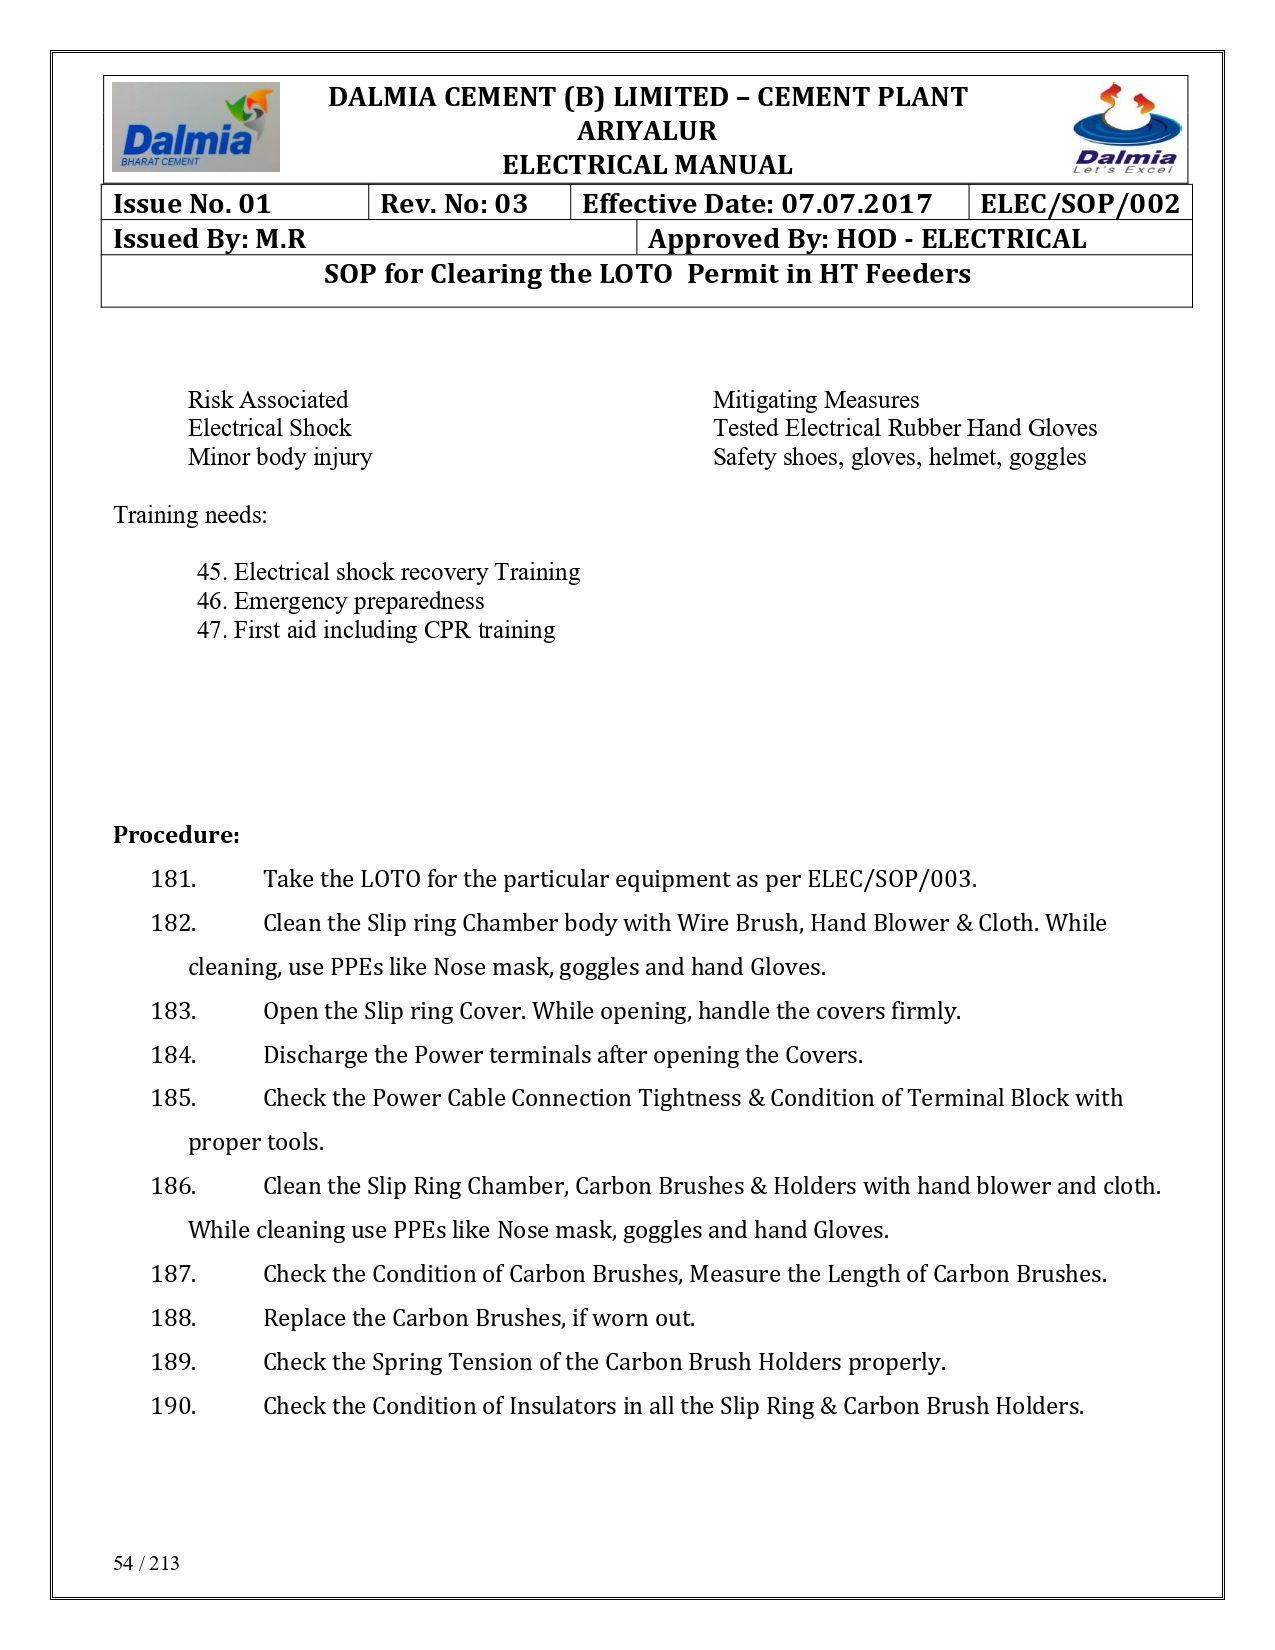 Dalmia
BHARAT CEMENT
DALMIA CEMENT (B) LIMITED – CEMENT PLANT
ARIYALUR
ELECTRICAL MANUAL
Dalmia
Let's Excel
Issue No. 01 Rev. No: 03 Effective Date: 07.07.2017 ELEC/SOP/002
Issued By: M.R Approved By: HOD - ELECTRICAL
SOP for Clearing the LOTO Permit in HT Feeders
Risk Associated Mitigating Measures
Electrical Shock Tested Electrical Rubber Hand Gloves
Minor body injury Safety shoes, gloves, helmet, goggles
Training needs:
45. Electrical shock recovery Training
46. Emergency preparedness
47. First aid including CPR training
Procedure:
181. Take the LOTO for the particular equipment as per ELEC/SOP/003.
182. Clean the Slip ring Chamber body with Wire Brush, Hand Blower & Cloth. While
cleaning, use PPEs like Nose mask, goggles and hand Gloves.
183. Open the Slip ring Cover. While opening, handle the covers firmly.
184. Discharge the Power terminals after opening the Covers.
185. Check the Power Cable Connection Tightness & Condition of Terminal Block with
proper tools.
186. Clean the Slip Ring Chamber, Carbon Brushes & Holders with hand blower and cloth.
While cleaning use PPEs like Nose mask, goggles and hand Gloves.
187. Check the Condition of Carbon Brushes, Measure the Length of Carbon Brushes.
188. Replace the Carbon Brushes, if worn out.
189. Check the Spring Tension of the Carbon Brush Holders properly.
190. Check the Condition of Insulators in all the Slip Ring & Carbon Brush Holders.
54 / 213